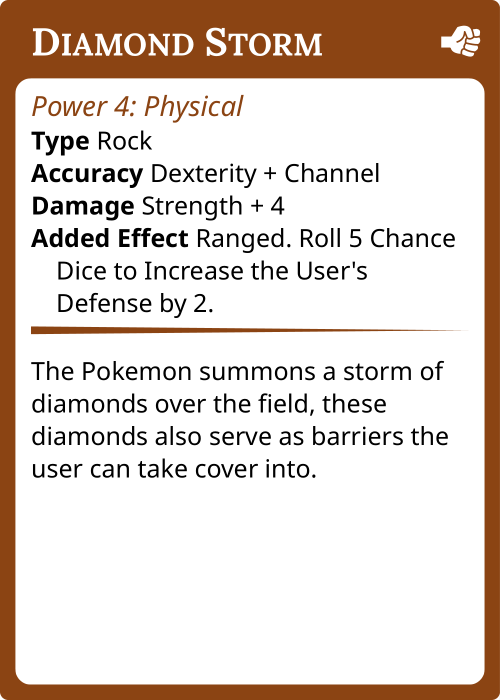 Diamond Storm
Power 4: Physical
Type Rock
Accuracy Dexterity + Channel
Damage Strength + 4
Added Effect Ranged. Roll 5 Chance
Dice to Increase the User's
Defense by 2.
The Pokemon summons a storm of
diamonds over the field, these
diamonds also serve as barriers the
user can take cover into.